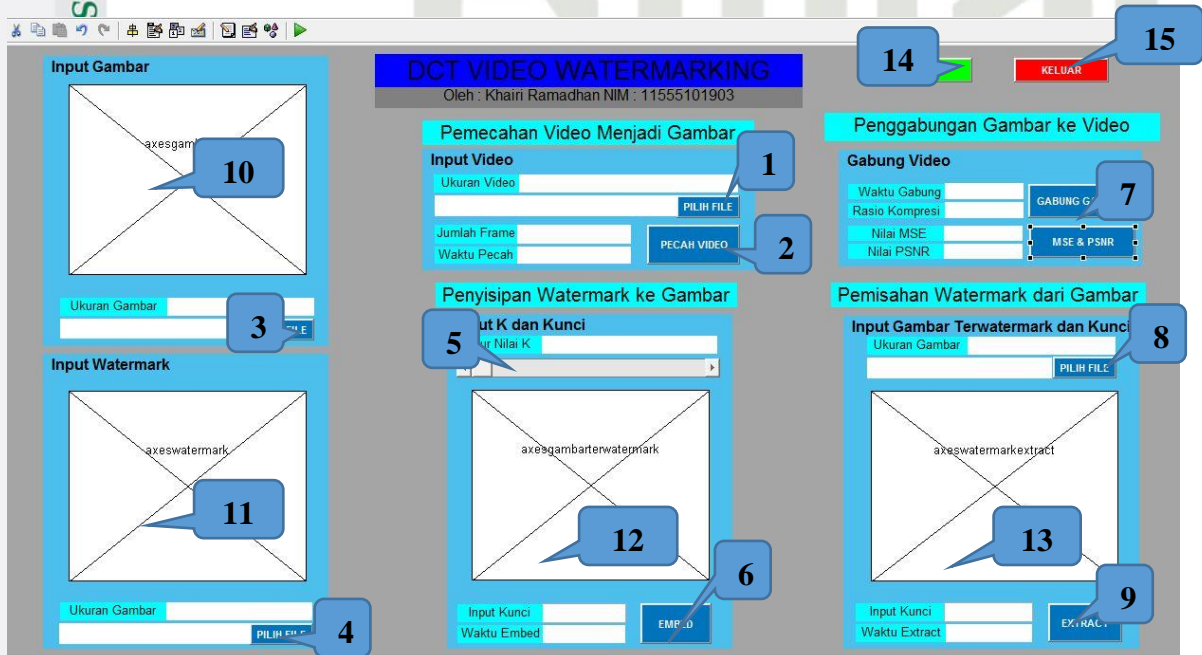 Input Gambar
10
Ukuran Gambar
3
Input Watermark
axeswatermark
11
Ukuran Gambar
PILIH FILE
4
DCT VIDEO WATERMARKING
Oleh : Khairi Ramadhan NIM : 11555101903
Pemecahan Video Menjadi Gambar
Input Video
1
Ukuran Video
PILIH FILE
Jumlah Frame
Waktu Pecah
PECAH VIDEO
2
Penyisipan Watermark ke Gambar
K dan Kunci
Nilai K
5
axesgambarterwatermark
12
6
Input Kunci
Waktu Embed
EMBED
14
15
KELUAR
Penggabungan Gambar ke Video
Gabung Video
Waktu Gabung
Rasio Kompresi
GABUNG
7
Nilai MSE
Nilai PSNR
MSE & PSNR
Pemisahan Watermark dari Gambar
Input Gambar Terwatermark dan Kunci
Ukuran Gambar
8
PILIH FILE
axeswatermarkextract
13
9
Input Kunci
Waktu Extract
EXTRACT